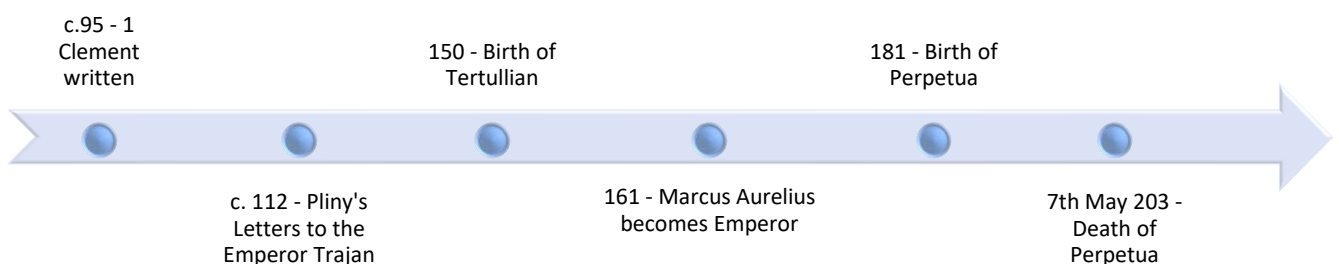 c.95 - 1
Clement
written
c. 112 - Pliny's
Letters to the
Emperor Trajan
150 - Birth of
Tertullian
161 - Marcus Aurelius
becomes Emperor
181 - Birth of
Perpetua
7th May 203 -
Death of
Perpetua